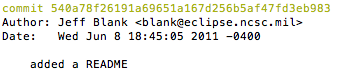 commit 540a78f26191a69651a167d256b5af47fd3eb983
Author: Jeff Blank <blank@eclipse.ncsc.mil>
Date:   Wed Jun 8 18:45:05 2011 -0400
added a README